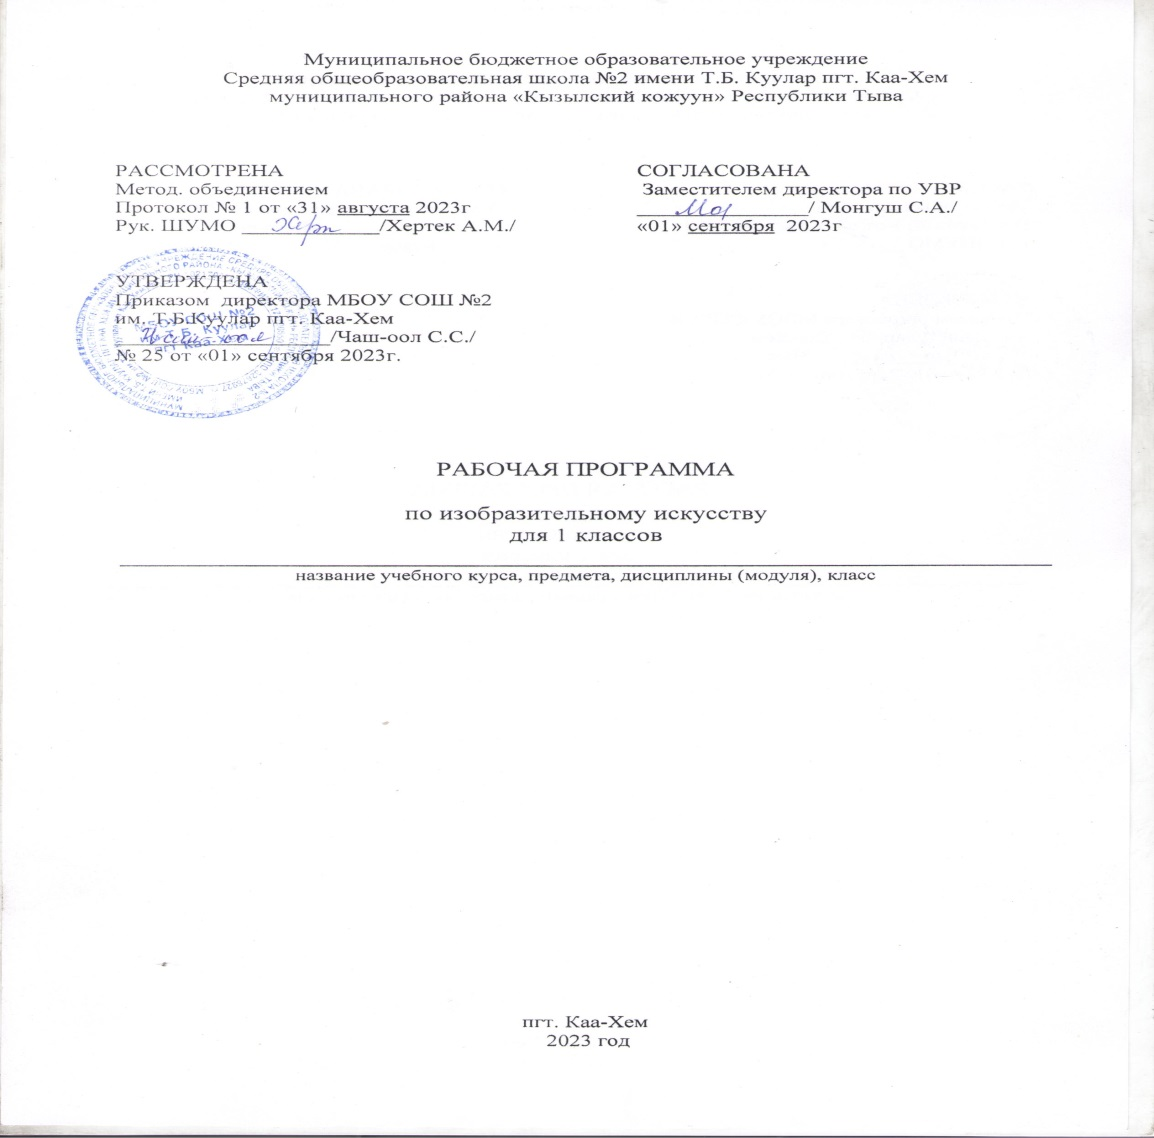 Муниципальное бюджетное образовательное учреждение
Средняя общеобразовательная школа №2 имени Т.Б. Куулар пгт. Каа-Хем
муниципального района «Кызылский кожуун» Республики Тыва
РАССМОТРЕНА
Метод. объединением
Протокол № 1 от «31» августа 2023г
Рук. ШУМО ______________/Хертек А.М./
СОГЛАСОВАНА
Заместителем директора по УВР
_________________/ Монгуш С.А./
«01» сентября 2023г
УТВЕРЖДЕНА
Приказом директора МБОУ СОШ №2
им. Т.Б.Куулар пгт. Каа-Хем
_____________________/Чаш-оол С.С./
№ 25 от «01» сентября 2023г.
РАБОЧАЯ ПРОГРАММА
по изобразительному искусству
для 1 классов
название учебного курса, предмета, дисциплины (модуля), класс
пгт. Каа-Хем
2023 год